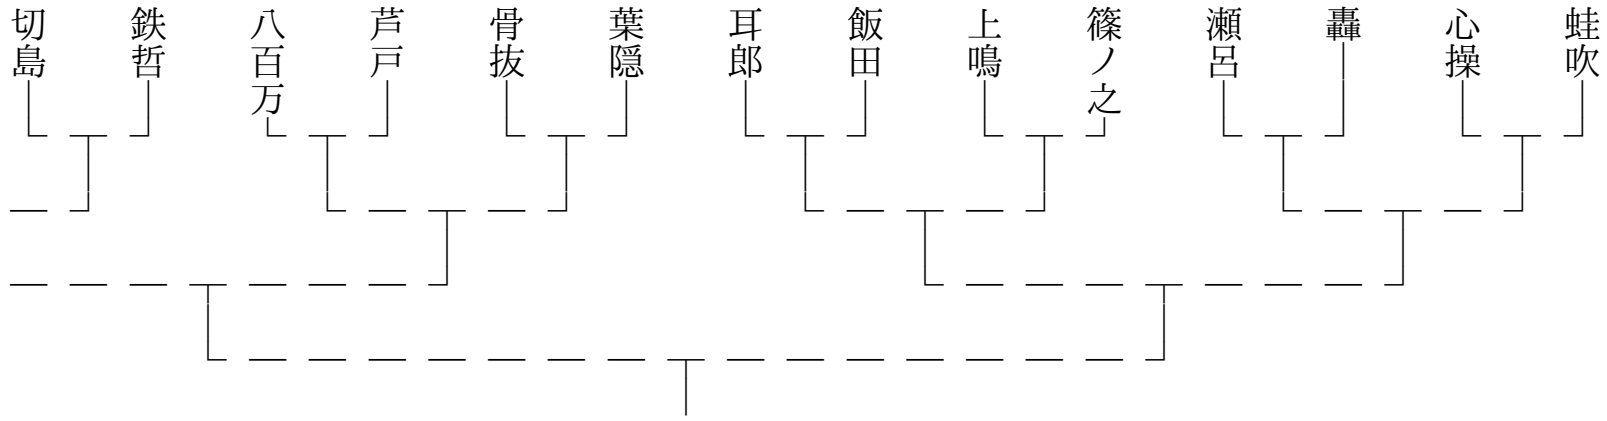 切島
鉄哲
八百万
芦戸
骨抜
葉隠
耳郎
飯田
上鳴
篠ノ之
瀬呂
轟
心操
蛙吹